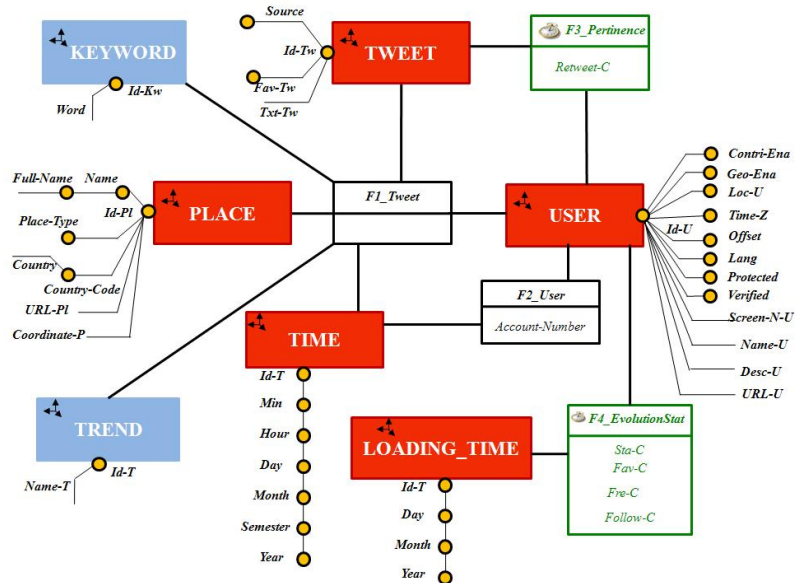 KEYWORD
Id-Kw
Word
Source
Id-Tw
Fav-Tw
Txt-Tw
TWEET
F3_Pertinence
Retweet-C
Full-Name
Name
Id-Pl
Place-Type
Country
Country-Code
URL-Pl
Coordinate-P
PLACE
F1_Tweet
USER
Id-U
Contri-Ena
Geo-Ena
Loc-U
Time-Z
Offset
Lang
Protected
Verified
Screen-N-U
Name-U
Desc-U
URL-U
F2_User
Account-Number
TIME
Id-T
Min
Hour
Day
Month
Semester
Year
TREND
Id-T
Name-T
LOADING_TIME
Id-T
Day
Month
Year
F4_EvolutionStat
Sta-C
Fav-C
Fre-C
Follow-C